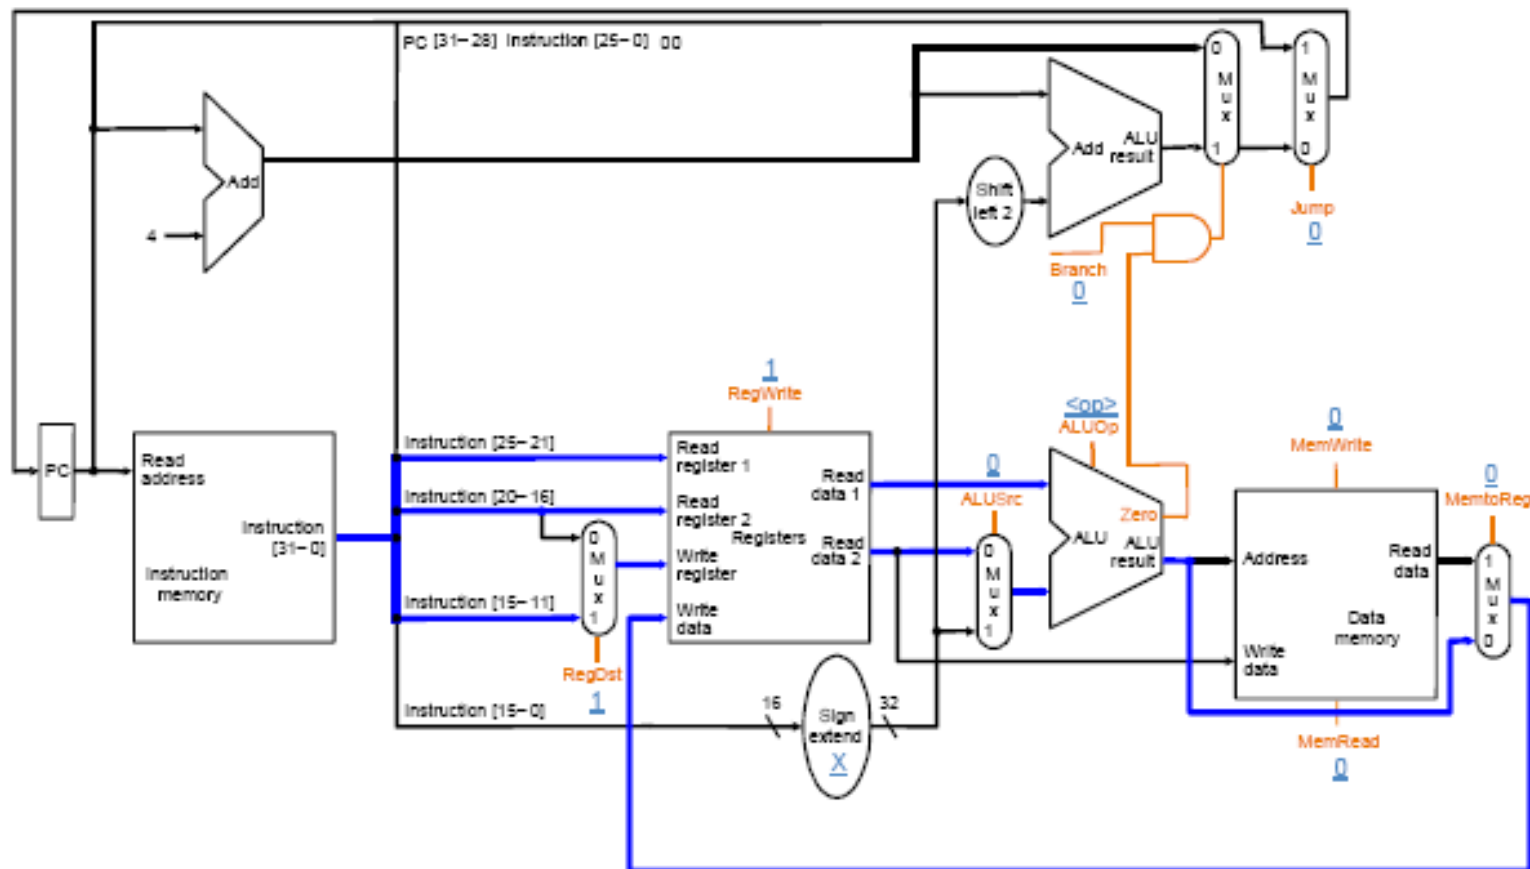 PC [31-28] Instruction [25-0] 00
0
M
u
x
1
1
M
u
x
0
Add
ALU
result
Add
4
Shift
left 2
Jump
0
Branch
0
1
RegWrite
<op>
ALUOp
0
MemWrite
0
MemtoReg
0
ALUSrc
PC
Read
address
Instruction
[31-0]
Instruction
memory
Instruction [25-21]
Instruction [20-16]
Instruction [15-11]
Instruction [15-0]
0
M
u
x
1
RegDst
1
Read
register 1
Read
register 2
Write
register
Write
data
Registers
Read
data 1
Read
data 2
0
M
u
x
1
Zero
ALU
ALU
result
Address
Read
data
Data
memory
Write
data
1
M
u
x
0
16
Sign
extend
X
32
MemRead
0